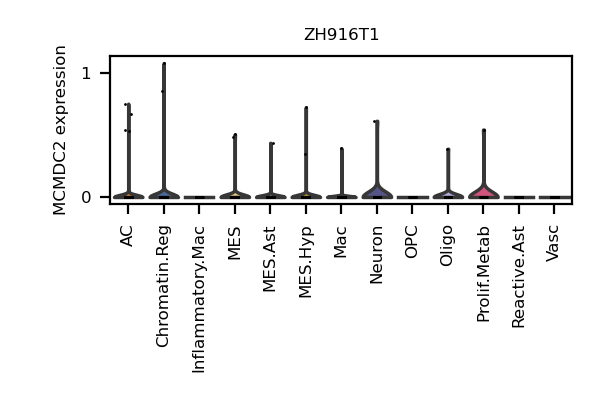 ZH916T1
MCMDC2 expression
1
0
AC
Chromatin.Reg
Inflammatory.Mac
MES
MES.Ast
MES.Hyp
Mac
Neuron
OPC
Oligo
Prolif.Metab
Reactive.Ast
Vasc